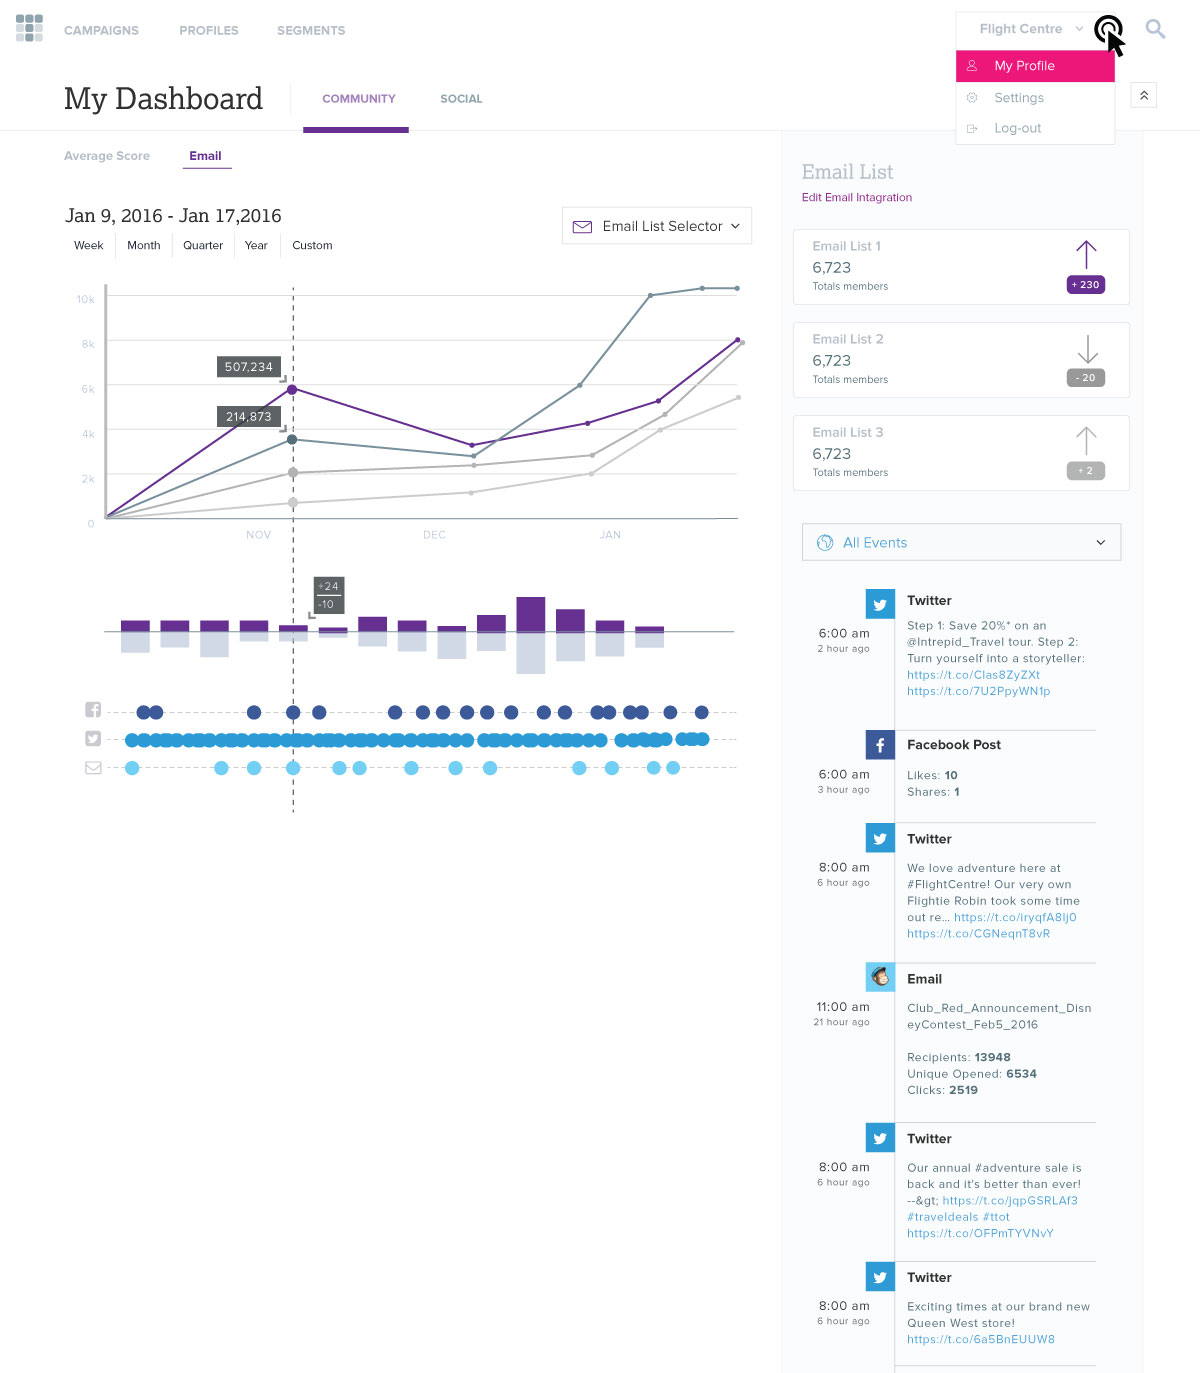 CAMPAIGNS PROFILES SEGMENTS
Flight Centre
My Profile
Settings
Log-out
My Dashboard
COMMUNITY SOCIAL
Average Score Email
Jan 9, 2016 - Jan 17,2016
Week Month Quarter Year Custom
Email List Selector
10k
8k
6k
4k
2k
0
507,234
214,873
NOV DEC JAN
+24
-10
Email List
Edit Email Intagration
Email List 1
6,723
Totals members
+ 230
Email List 2
6,723
Totals members
- 20
Email List 3
6,723
Totals members
+ 2
All Events
Twitter
6:00 am
2 hour ago
Step 1: Save 20%* on an
@Intrepid_Travel tour. Step 2:
Turn yourself into a storyteller:
https://t.co/CIas8ZyZXt
https://t.co/7U2PpyWN1p
Facebook Post
6:00 am
3 hour ago
Likes: 10
Shares: 1
Twitter
8:00 am
6 hour ago
We love adventure here at
#FlightCentre! Our very own
Flightie Robin took some time
out re... https://t.co/iryqfA8Ij0
https://t.co/CGNeqnT8vR
Email
11:00 am
21 hour ago
Club_Red_Announcement_Disn
eyContest_Feb5_2016
Recipients: 13948
Unique Opened: 6534
Clicks: 2519
Twitter
8:00 am
6 hour ago
Our annual #adventure sale is
back and it's better than ever!
--&gt; https://t.co/jqpGSRLAf3
#traveldeals #ttot
https://t.co/OFPmTYVNvY
Twitter
8:00 am
6 hour ago
Exciting times at our brand new
Queen West store!
https://t.co/6a5BnEUUW8